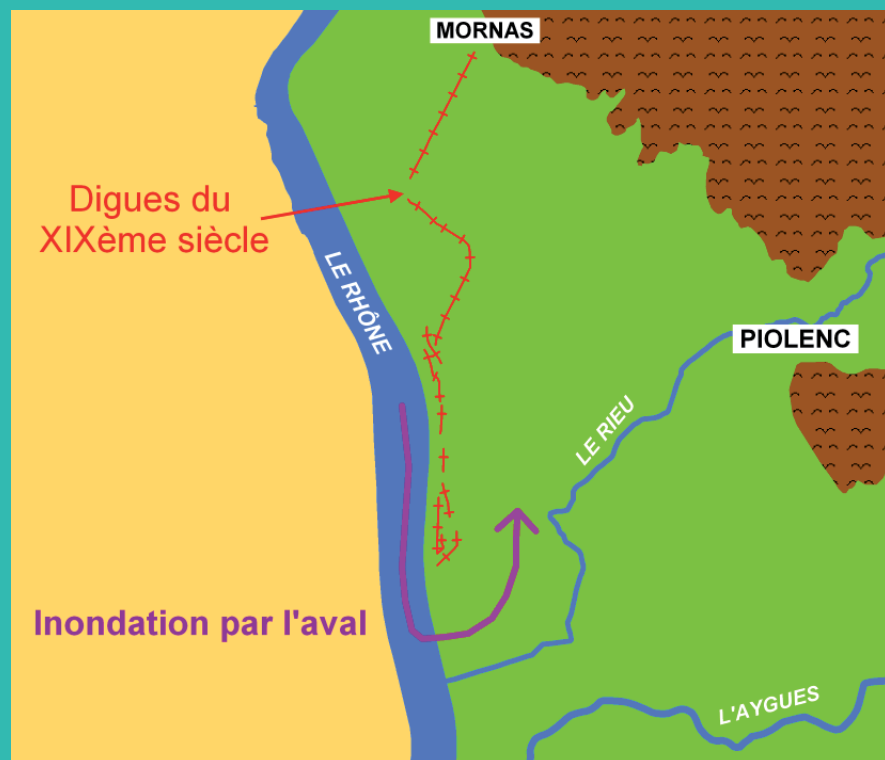 MORNAS
Digues du
XIXème siècle
LE RHÔNE
PIOLENC
LE RIEU
Inondation par l'aval
L'AYGUES